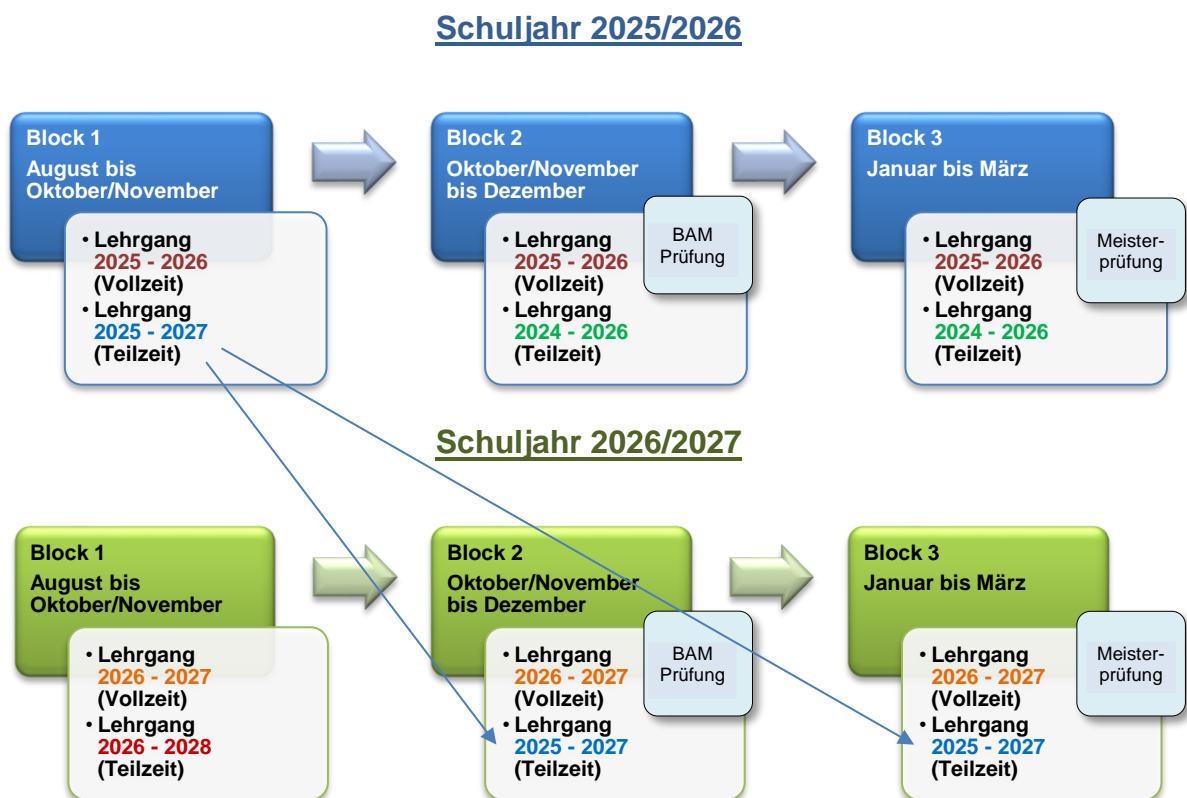 Schuljahr 2025/2026
Block 1
August bis
Oktober/November
• Lehrgang
2025 - 2026
(Vollzeit)
• Lehrgang
2025 - 2027
(Teilzeit)
Block 2
Oktober/November
bis Dezember
BAM
Prüfung
• Lehrgang
2025 - 2026
(Vollzeit)
• Lehrgang
2024 - 2026
(Teilzeit)
Block 3
Januar bis März
Meister-
prüfung
• Lehrgang
2025- 2026
(Vollzeit)
• Lehrgang
2024 - 2026
(Teilzeit)
Schuljahr 2026/2027
Block 1
August bis
Oktober/November
• Lehrgang
2026 - 2027
(Vollzeit)
• Lehrgang
2026 - 2028
(Teilzeit)
Block 2
Oktober/November
bis Dezember
BAM
Prüfung
• Lehrgang
2026 - 2027
(Vollzeit)
• Lehrgang
2025 - 2027
(Teilzeit)
Block 3
Januar bis März
Meister-
prüfung
• Lehrgang
2026 - 2027
(Vollzeit)
• Lehrgang
2025 - 2027
(Teilzeit)